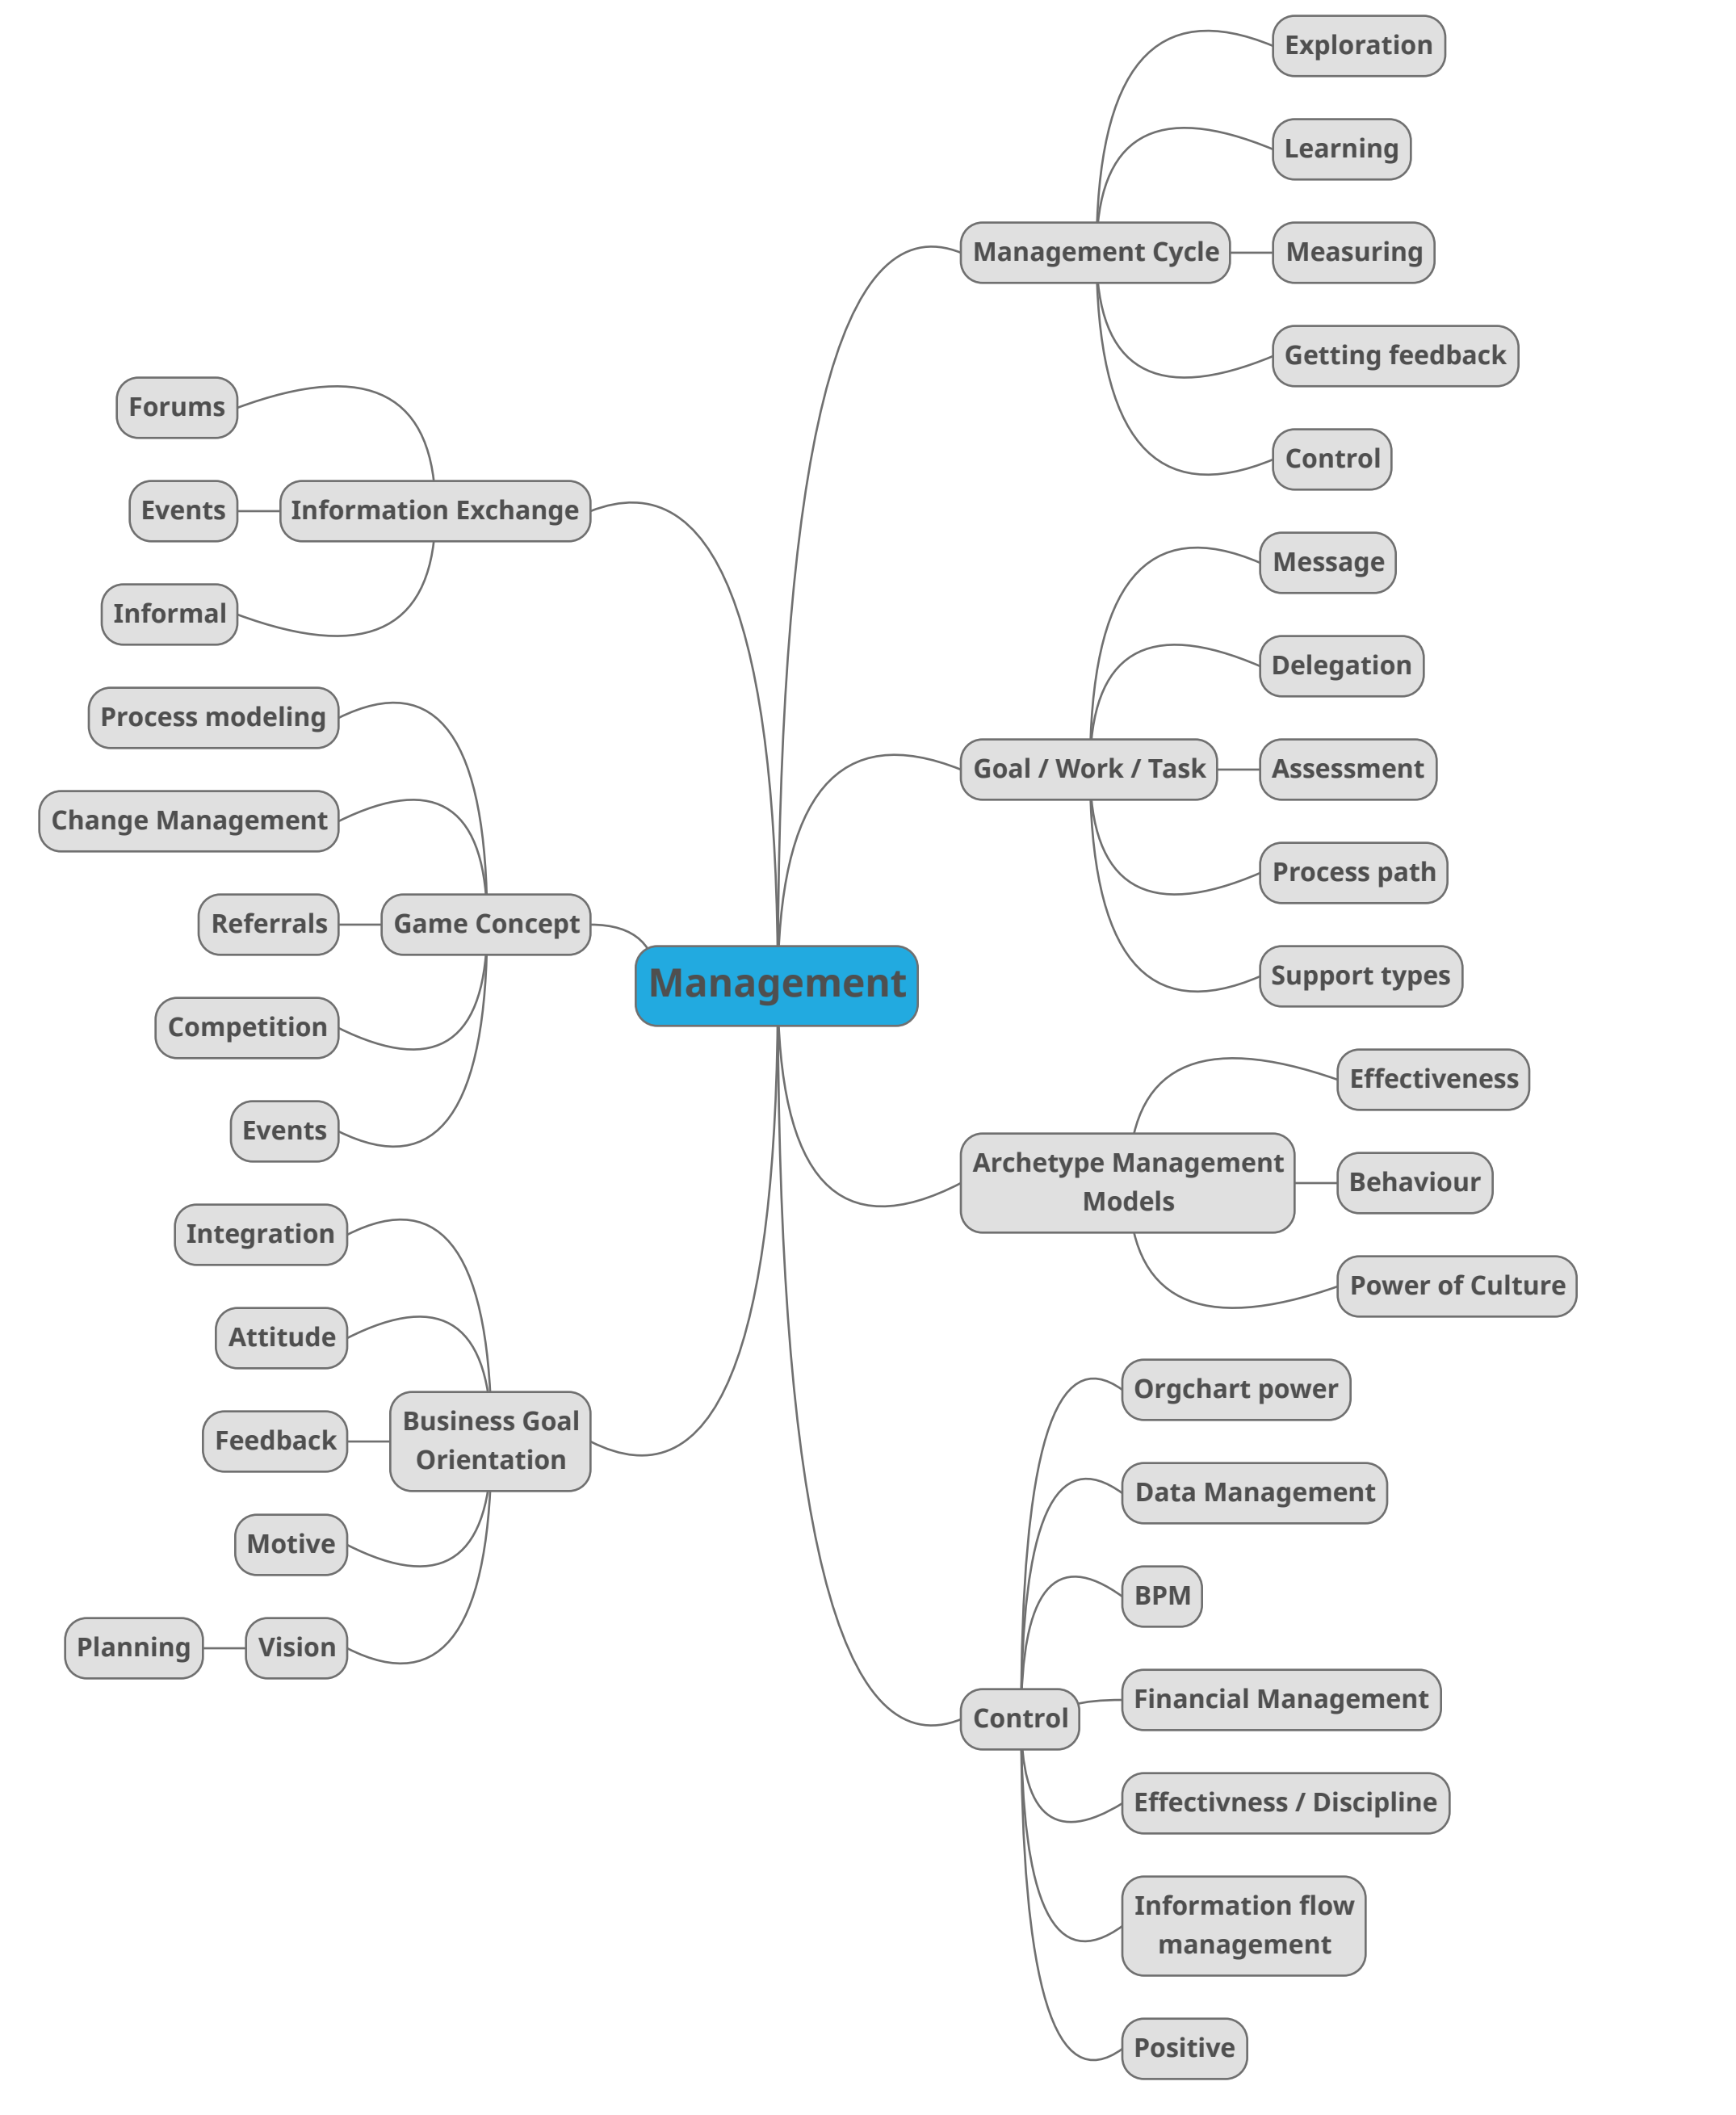 Management
Management Cycle
Exploration
Learning
Measuring
Getting feedback
Control
Goal / Work / Task
Message
Delegation
Assessment
Process path
Support types
Archetype Management
Models
Effectiveness
Behaviour
Power of Culture
Control
Orgchart power
Data Management
BPM
Financial Management
Effectivness / Discipline
Information flow
management
Positive
Information Exchange
Forums
Events
Informal
Game Concept
Process modeling
Change Management
Referrals
Competition
Events
Business Goal
Orientation
Integration
Attitude
Feedback
Motive
Vision
Planning